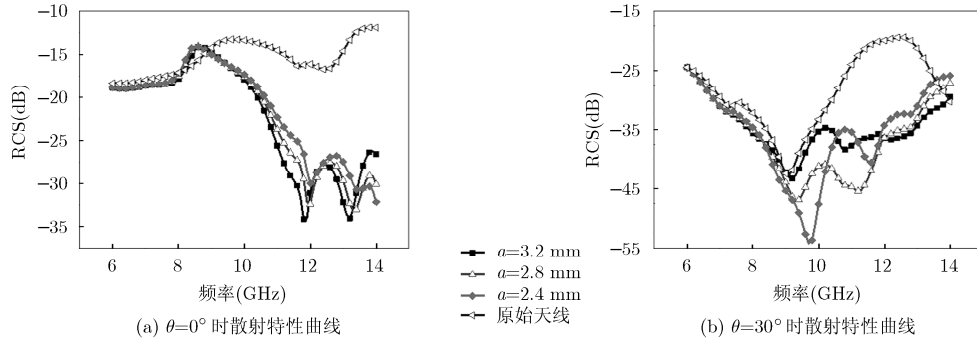 −10
−15
−20
−25
−30
−35
RCS(dB)
6 8 10 12 14
频率(GHz)
(a) θ=0° 时散射特性曲线
a=3.2 mm
a=2.8 mm
a=2.4 mm
原始天线
−15
−25
−35
−45
−55
RCS(dB)
6 8 10 12 14
频率(GHz)
(b) θ=30° 时散射特性曲线